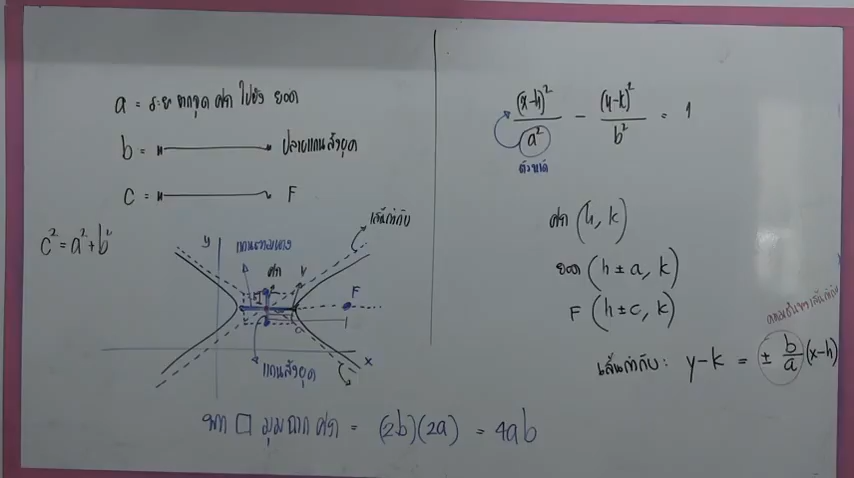 a = ระยะจากจุด ศก ไปยัง ยอด
b = " ปลายแกนสังยุค
c = " F
c² = a² + b²
y
แกนตามขวาง
ศก
V
เส้นกำกับ
F
a
x
แกนสังยุค
พท □ มุมฉาก ศก = (2b)(2a) = 4ab
(x-h)²/a² - (y-k)²/b² = 1
ศก (h, k)
ยอด (h ± a, k)
F (h ± c, k)
เส้นกำกับ: y-k = ± b/a (x-h)